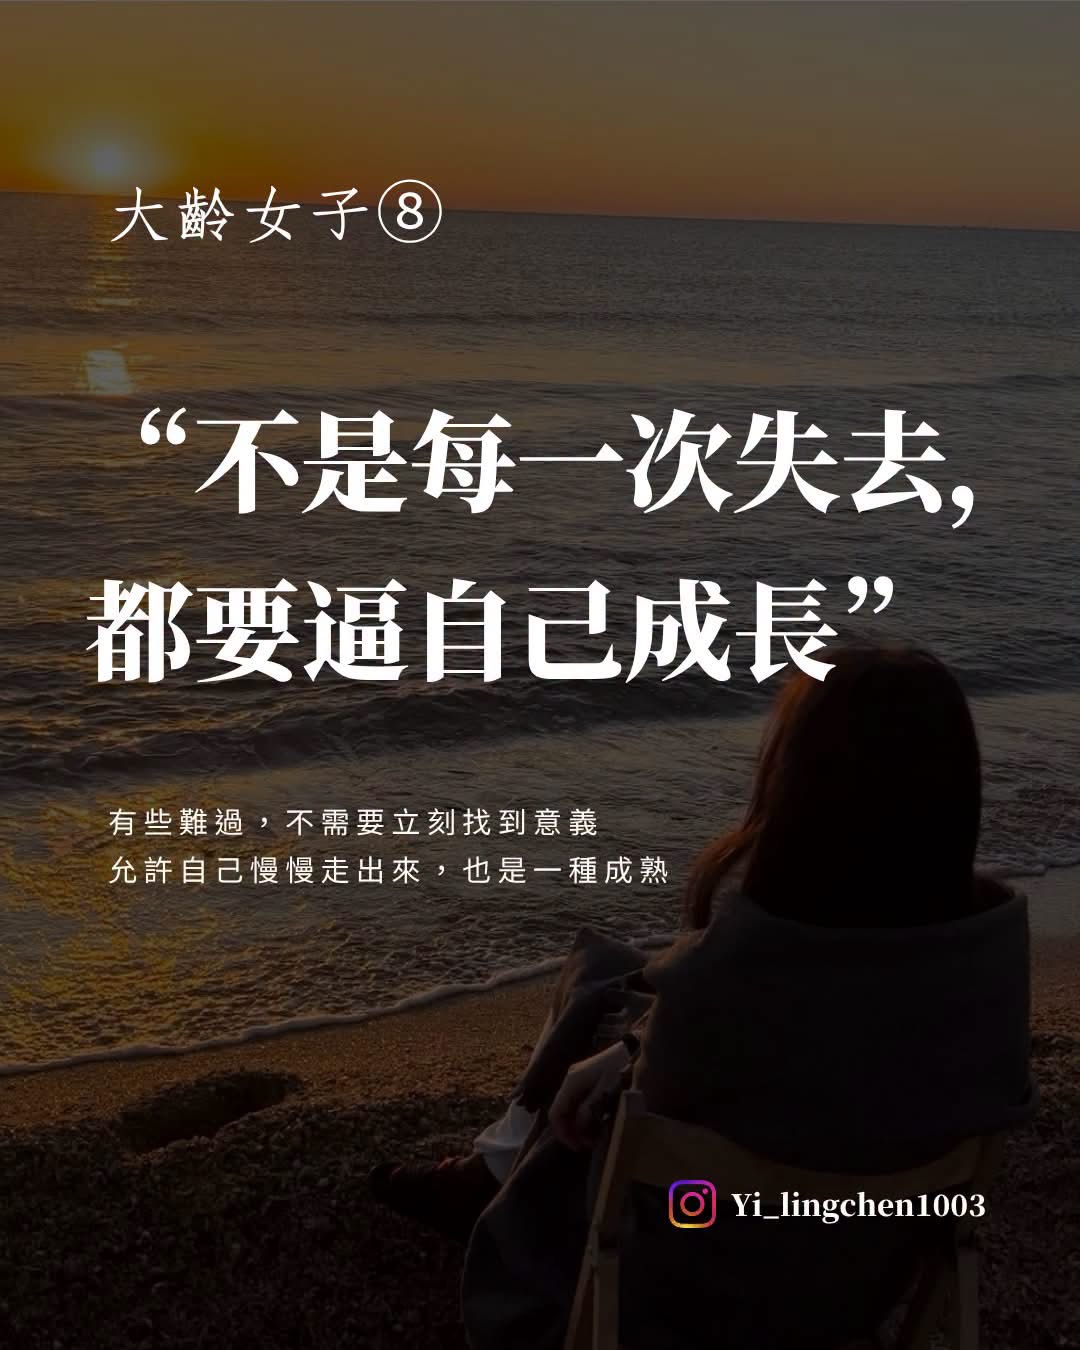 大齡女子⑧
“不是每一次失去,
都要逼自己成長”
有些難過，不需要立刻找到意義
允許自己慢慢走出來，也是一種成熟
Yi_lingchen1003